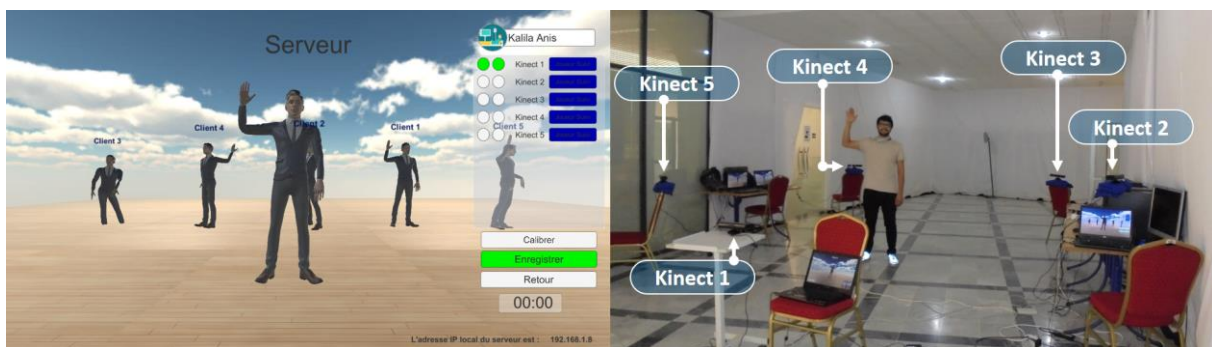 Serveur
Kalila Anis
Kinect 1
Kinect 2
Kinect 3
Kinect 4
Kinect 5
Client 3
Client 4
Client 2
Client 1
Client 5
Calibrer
Enregistrer
Retour
00:00
L'adresse IP local du serveur est : 192.168.1.8
Kinect 5
Kinect 4
Kinect 3
Kinect 2
Kinect 1